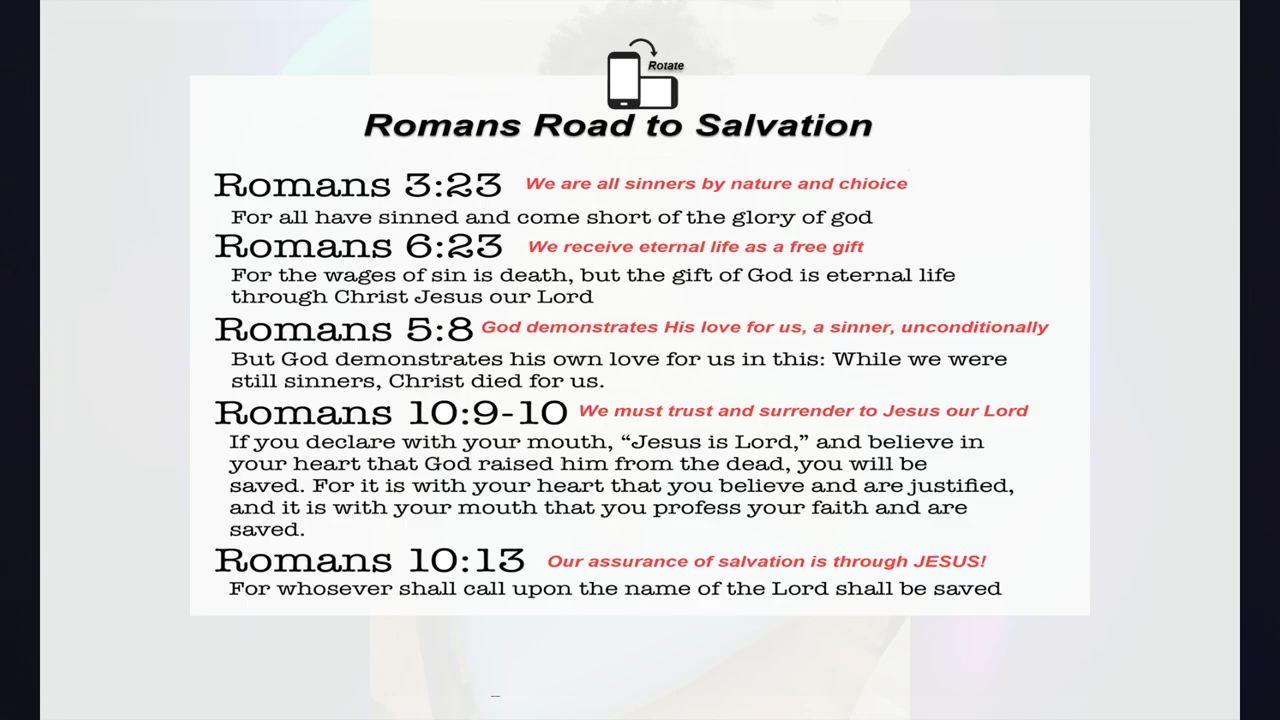 Rotate
Romans Road to Salvation
Romans 3:23 We are all sinners by nature and chioice
For all have sinned and come short of the glory of god
Romans 6:23 We receive eternal life as a free gift
For the wages of sin is death, but the gift of God is eternal life
through Christ Jesus our Lord
Romans 5:8 God demonstrates His love for us, a sinner, unconditionally
But God demonstrates his own love for us in this: While we were
still sinners, Christ died for us.
Romans 10:9-10 We must trust and surrender to Jesus our Lord
If you declare with your mouth, “Jesus is Lord,” and believe in
your heart that God raised him from the dead, you will be
saved. For it is with your heart that you believe and are justified,
and it is with your mouth that you profess your faith and are
saved.
Romans 10:13 Our assurance of salvation is through JESUS!
For whosever shall call upon the name of the Lord shall be saved